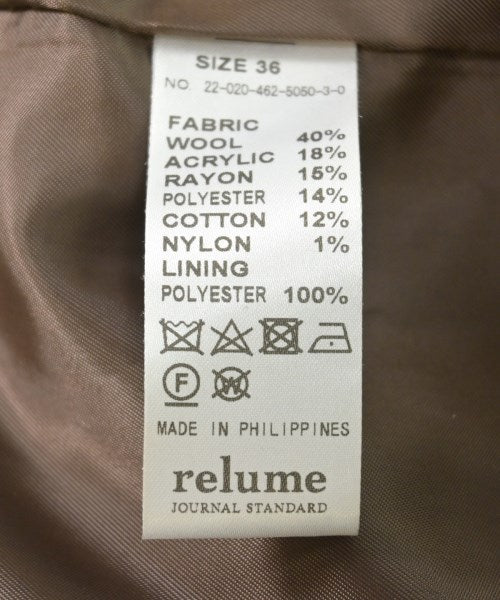 SIZE 36
NO. 22-020-462-5050-3-0
FABRIC
WOOL 40%
ACRYLIC 18%
RAYON 15%
POLYESTER 14%
COTTON 12%
NYLON 1%
LINING
POLYESTER 100%
F W
MADE IN PHILIPPINES
relume
JOURNAL STANDARD